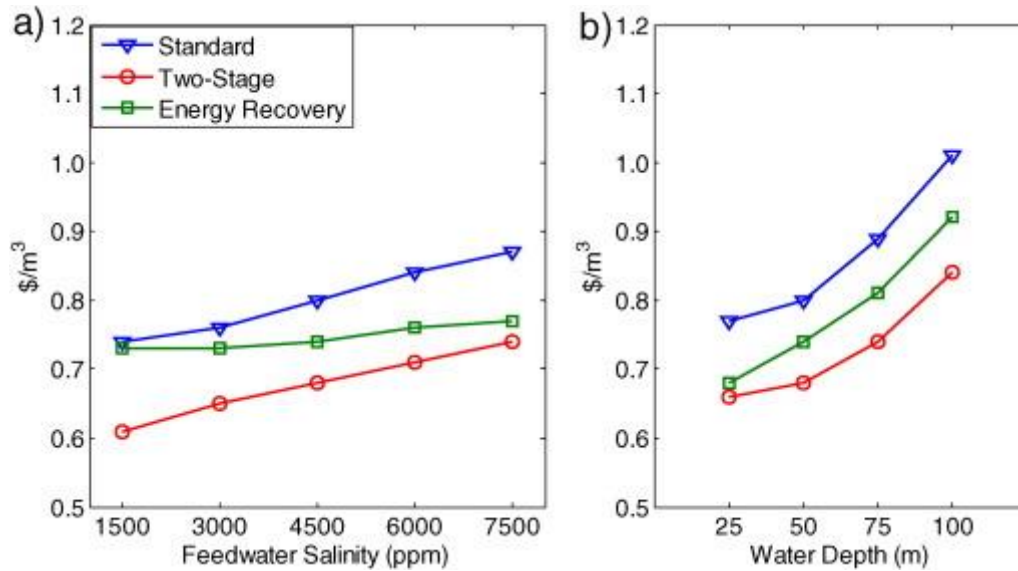 a)
Standard
Two-Stage
Energy Recovery
$/m³
1.2
1.1
1.0
0.9
0.8
0.7
0.6
0.5
1500 3000 4500 6000 7500
Feedwater Salinity (ppm)
b)
$/m³
1.2
1.1
1.0
0.9
0.8
0.7
0.6
0.5
25 50 75 100
Water Depth (m)